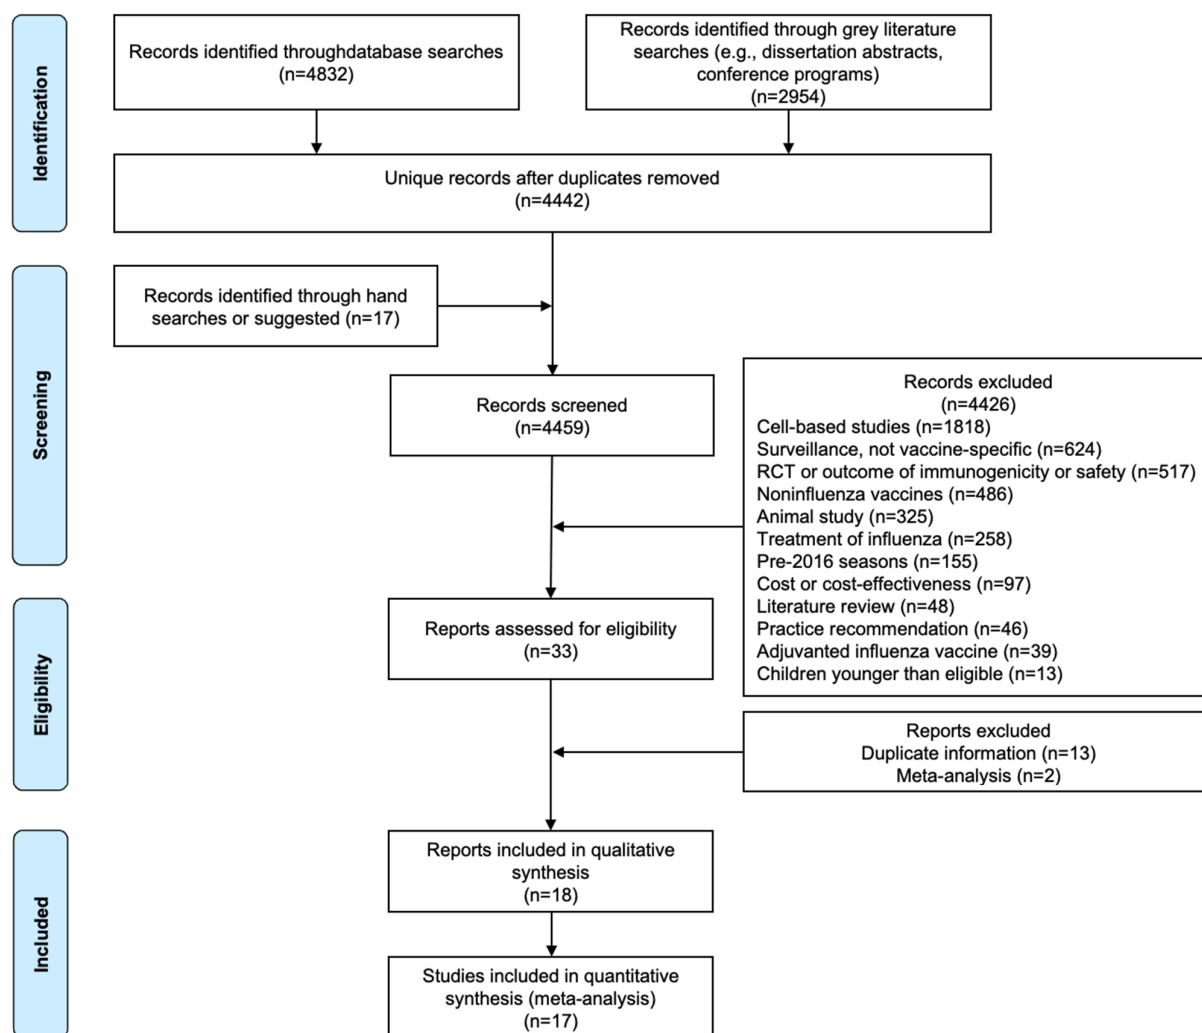 Identification
Records identified throughdatabase searches
(n=4832)
Records identified through grey literature
searches (e.g., dissertation abstracts,
conference programs)
(n=2954)
Unique records after duplicates removed
(n=4442)
Screening
Records identified through hand
searches or suggested (n=17)
Records screened
(n=4459)
Records excluded
(n=4426)
Cell-based studies (n=1818)
Surveillance, not vaccine-specific (n=624)
RCT or outcome of immunogenicity or safety (n=517)
Noninfluenza vaccines (n=486)
Animal study (n=325)
Treatment of influenza (n=258)
Pre-2016 seasons (n=155)
Cost or cost-effectiveness (n=97)
Literature review (n=48)
Practice recommendation (n=46)
Adjuvanted influenza vaccine (n=39)
Children younger than eligible (n=13)
Eligibility
Reports assessed for eligibility
(n=33)
Reports excluded
Duplicate information (n=13)
Meta-analysis (n=2)
Included
Reports included in qualitative
synthesis
(n=18)
Studies included in quantitative
synthesis (meta-analysis)
(n=17)